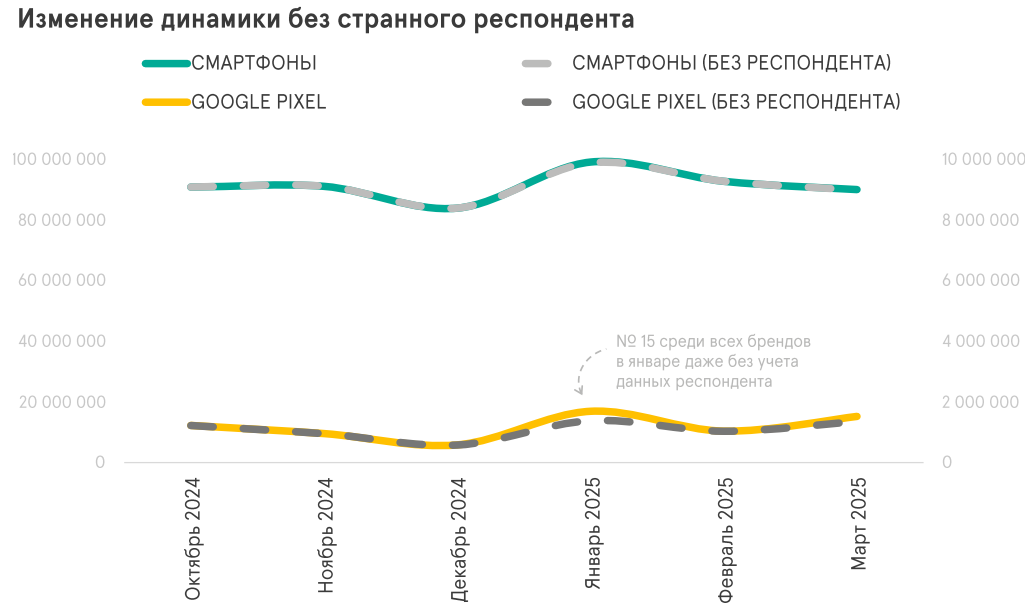 Изменение динамики без странного респондента
СМАРТФОНЫ
СМАРТФОНЫ (БЕЗ РЕСПОНДЕНТА)
GOOGLE PIXEL
GOOGLE PIXEL (БЕЗ РЕСПОНДЕНТА)
100 000 000
10 000 000
80 000 000
8 000 000
60 000 000
6 000 000
40 000 000
4 000 000
№ 15 среди всех брендов
в январе даже без учета
данных респондента
20 000 000
2 000 000
0
0
Октябрь 2024
Ноябрь 2024
Декабрь 2024
Январь 2025
Февраль 2025
Март 2025